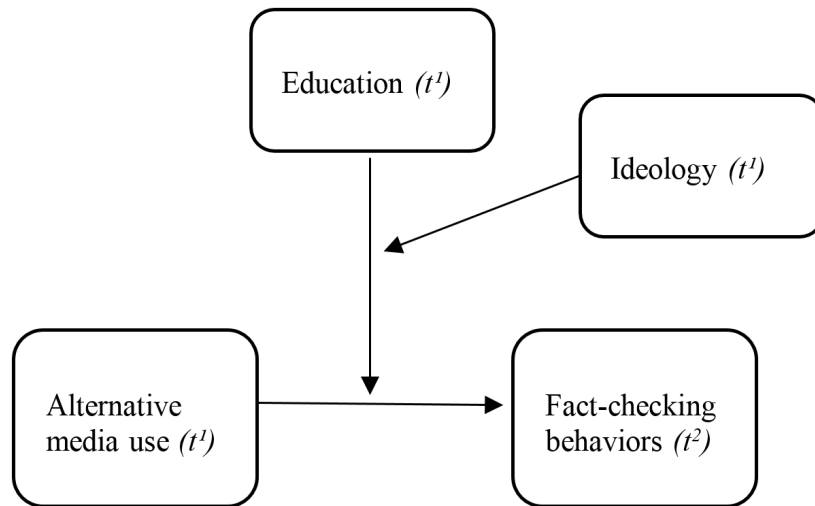 Education (t¹)
Ideology (t¹)
Alternative
media use (t¹)
Fact-checking
behaviors (t²)